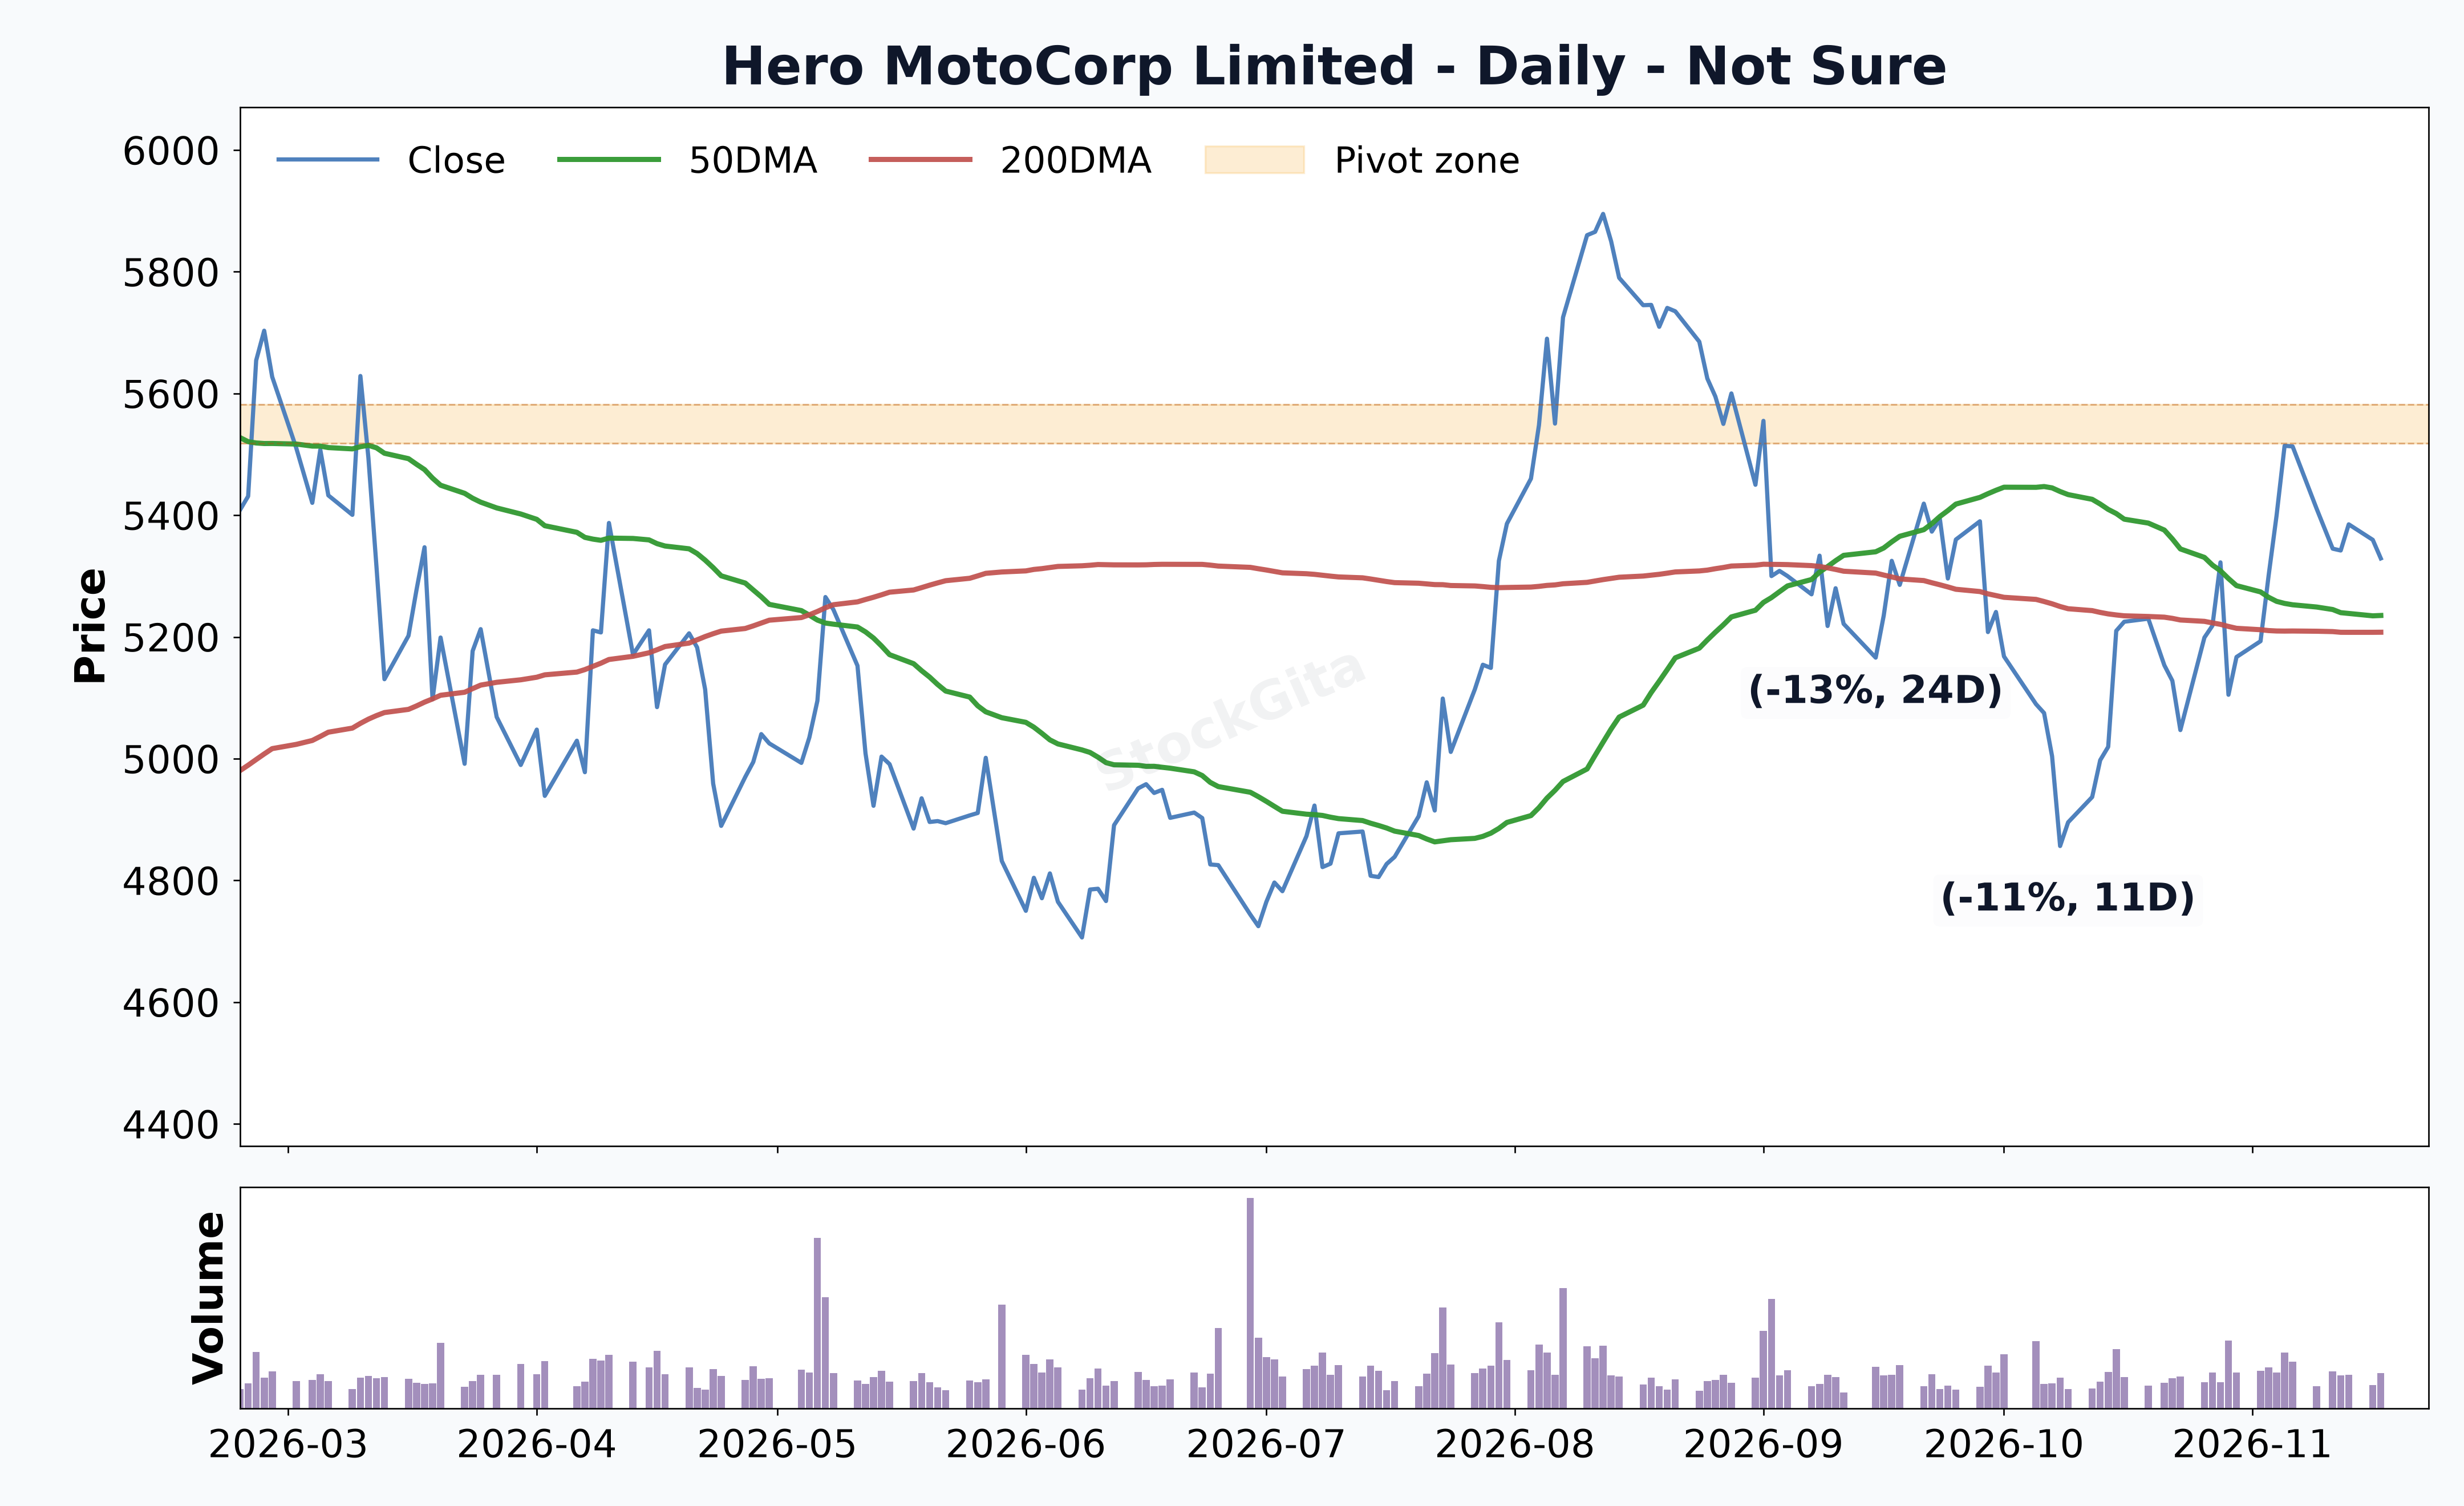 Hero MotoCorp Limited - Daily - Not Sure
Close 50DMA 200DMA Pivot zone
6000
5800
5600
5400
5200
5000
4800
4600
4400
Price
StockGita
(-13%, 24D)
(-11%, 11D)
Volume
2026-03 2026-04 2026-05 2026-06 2026-07 2026-08 2026-09 2026-10 2026-11